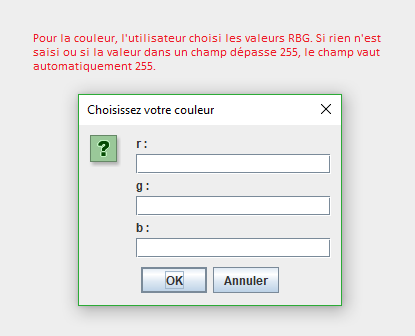 Pour la couleur, l'utilisateur choisi les valeurs RBG. Si rien n'est
saisi ou si la valeur dans un champ dépasse 255, le champ vaut
automatiquement 255.
Choisissez votre couleur
?
r :
g :
b :
OK
Annuler